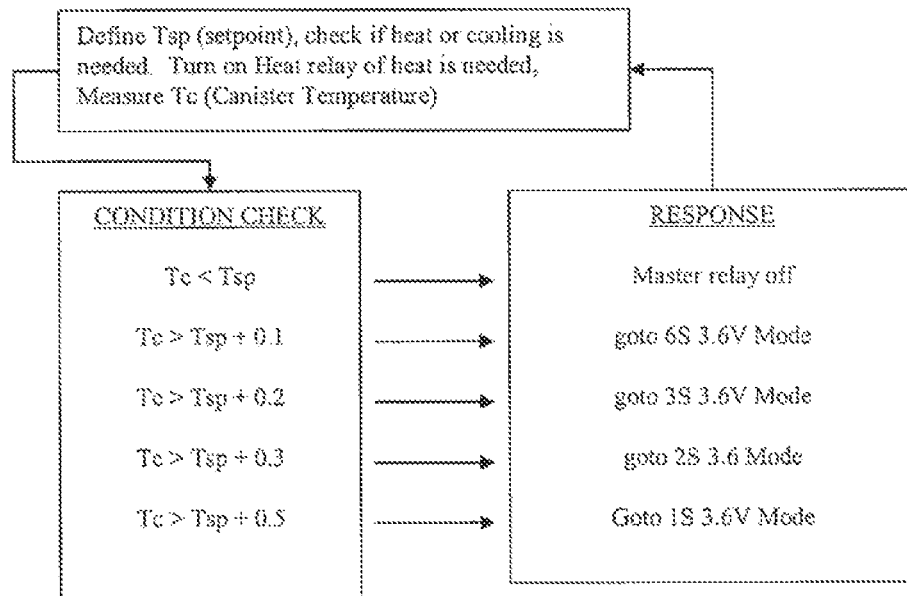 Define Tsp (setpoint), check if heat or cooling is
needed. Turn on Heat relay of heat is needed,
Measure Tc (Canister Temperature)
CONDITION CHECK
Tc < Tsp
Tc > Tsp + 0.1
Tc > Tsp + 0.2
Tc > Tsp + 0.3
Tc > Tsp + 0.5
RESPONSE
Master relay off
goto 6S 3.6V Mode
goto 3S 3.6V Mode
goto 2S 3.6 Mode
Goto 1S 3.6V Mode